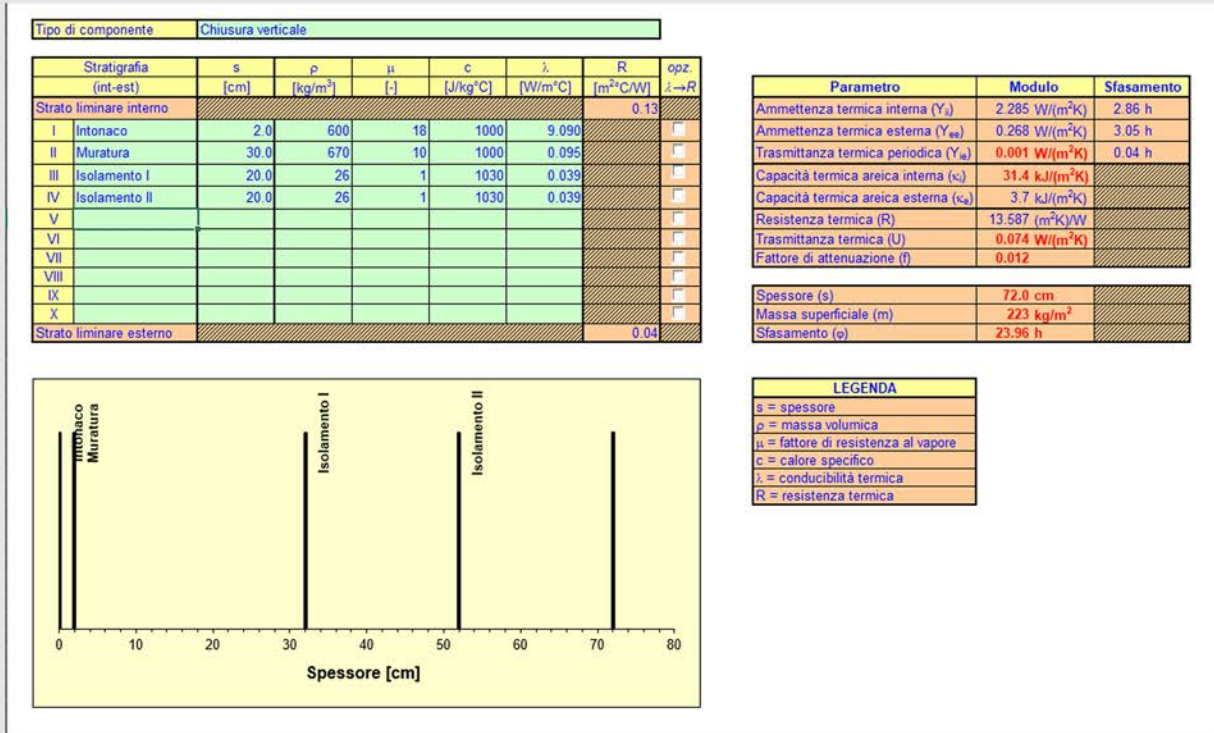 Tipo di componente Chiusura verticale
Stratigrafia s ρ μ c λ R opz.
(int-est) [cm] [kg/m³] [-] [J/kg°C] [W/m°C] [m²°C/W] λ→R
Strato liminare interno 0.13
I Intonaco 2.0 600 18 1000 9.090
II Muratura 30.0 670 10 1000 0.095
III Isolamento I 20.0 26 1 1030 0.039
IV Isolamento II 20.0 26 1 1030 0.039
V
VI
VII
VIII
IX
X
Strato liminare esterno 0.04
Parametro Modulo Sfasamento
Ammettenza termica interna (Yii) 2.285 W/(m²K) 2.86 h
Ammettenza termica esterna (Yee) 0.268 W/(m²K) 3.05 h
Trasmittanza termica periodica (Yie) 0.001 W/(m²K) 0.04 h
Capacità termica areica interna (κi) 31.4 kJ/(m²K)
Capacità termica areica esterna (κe) 3.7 kJ/(m²K)
Resistenza termica (R) 13.587 (m²K)/W
Trasmittanza termica (U) 0.074 W/(m²K)
Fattore di attenuazione (f) 0.012
Spessore (s) 72.0 cm
Massa superficiale (m) 223 kg/m²
Sfasamento (φ) 23.96 h
Intonaco
Muratura
Isolamento I
Isolamento II
0 10 20 30 40 50 60 70 80
Spessore [cm]
LEGENDA
s = spessore
ρ = massa volumica
μ = fattore di resistenza al vapore
c = calore specifico
λ = conducibilità termica
R = resistenza termica